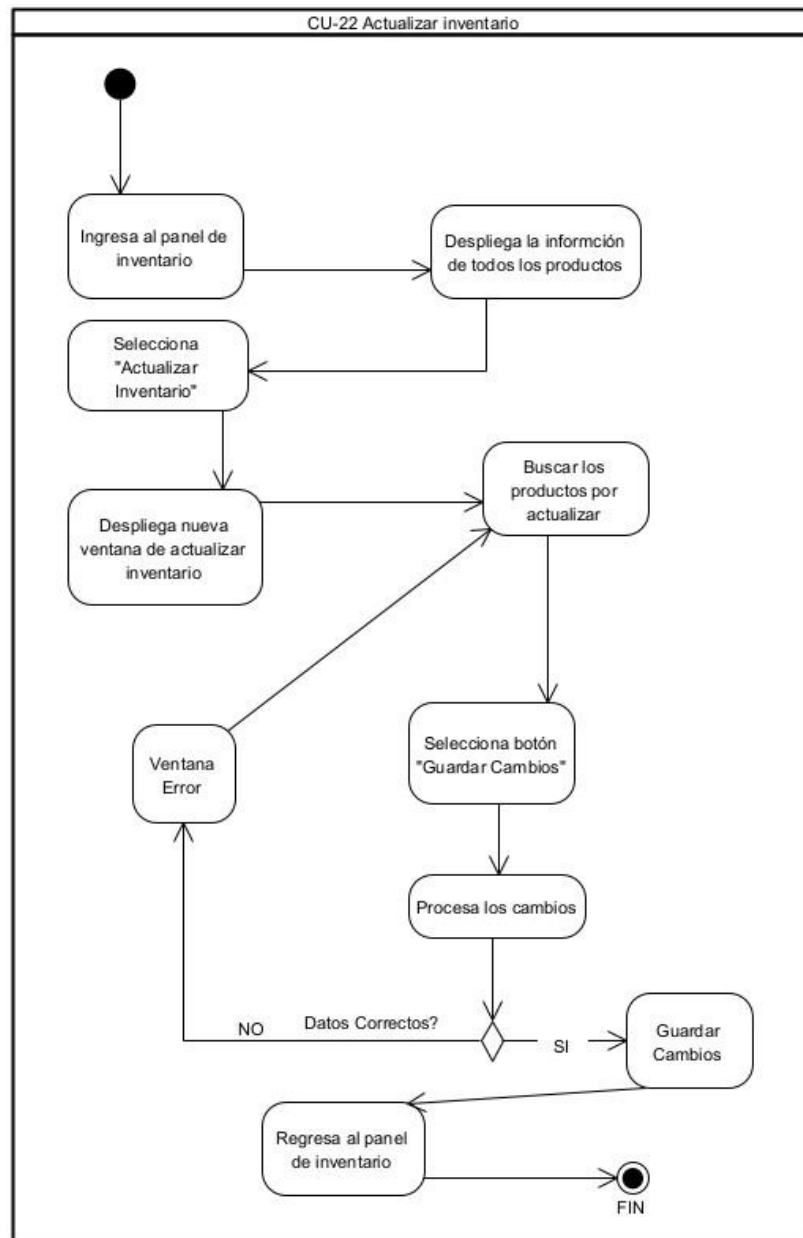 CU-22 Actualizar inventario
Ingresa al panel de
inventario
Despliega la informción
de todos los productos
Selecciona
"Actualizar
Inventario"
Buscar los
productos por
actualizar
Despliega nueva
ventana de actualizar
inventario
Ventana
Error
Selecciona botón
"Guardar Cambios"
Procesa los cambios
NO
Datos Correctos?
SI
Guardar
Cambios
Regresa al panel
de inventario
FIN